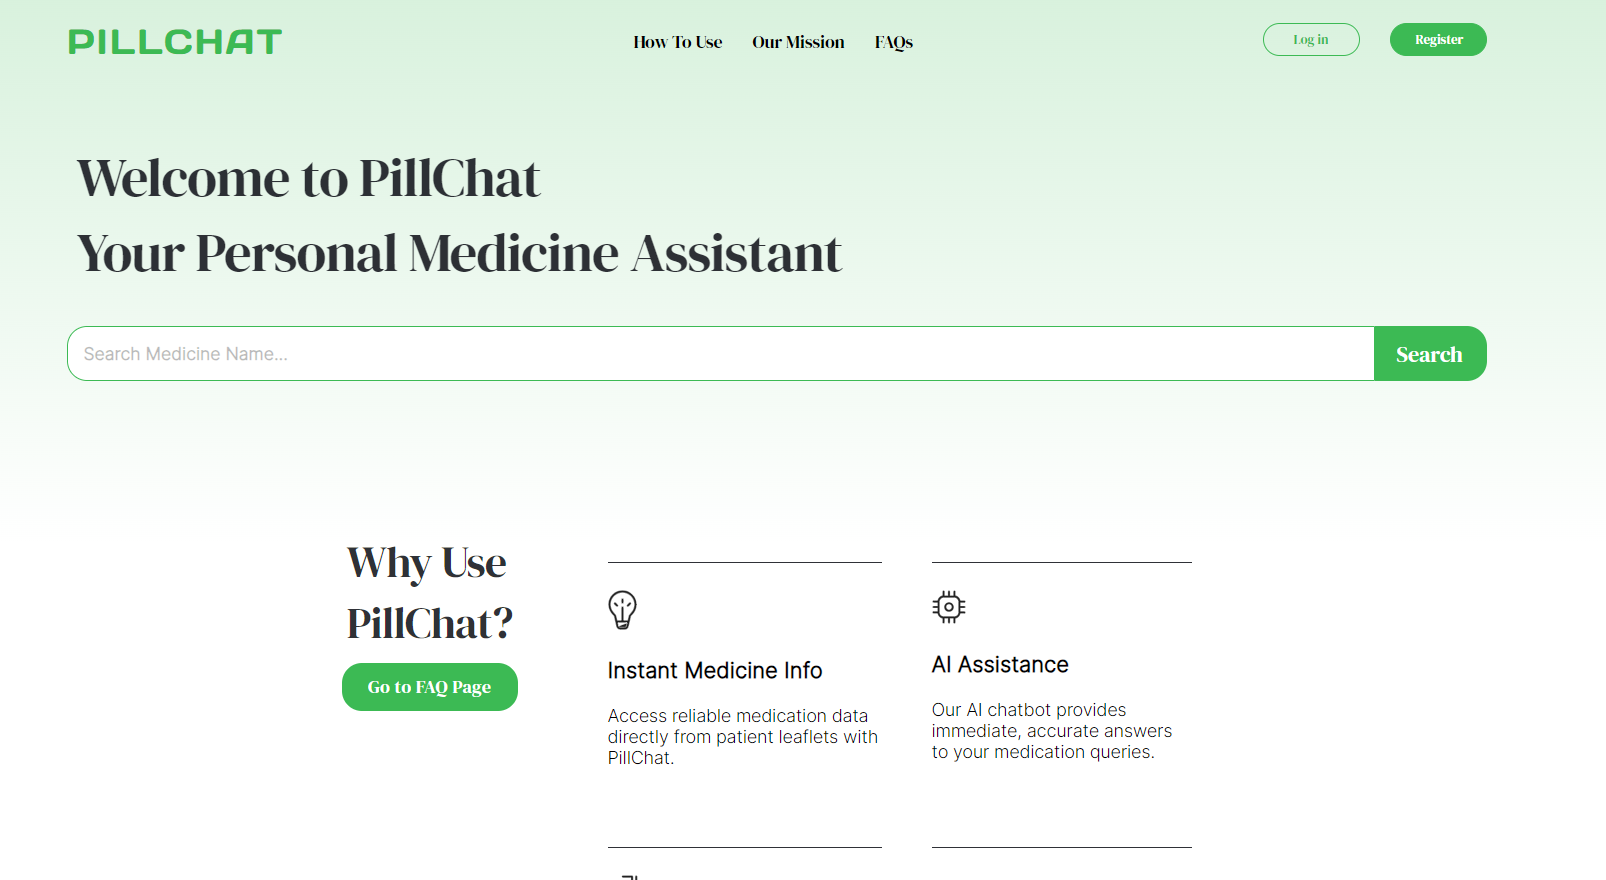 PILLCHAT
How To Use
Our Mission
FAQs
Log in
Register
Welcome to PillChat
Your Personal Medicine Assistant
Search Medicine Name...
Search
Why Use
PillChat?
Go to FAQ Page
Instant Medicine Info
Access reliable medication data
directly from patient leaflets with
PillChat.
AI Assistance
Our AI chatbot provides
immediate, accurate answers
to your medication queries.